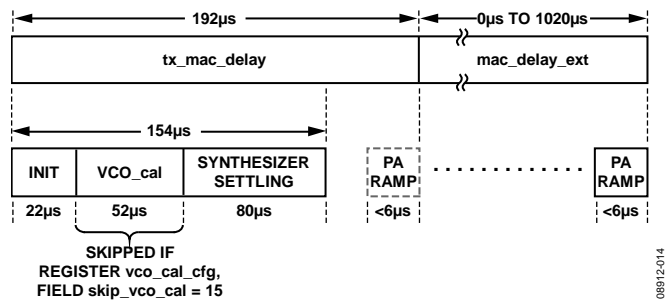 192µs
0µs TO 1020µs
tx_mac_delay
mac_delay_ext
154µs
INIT
VCO_cal
SYNTHESIZER
SETTLING
PA
RAMP
PA
RAMP
22µs
52µs
80µs
<6µs
<6µs
SKIPPED IF
REGISTER vco_cal_cfg,
FIELD skip_vco_cal = 15
08912-014